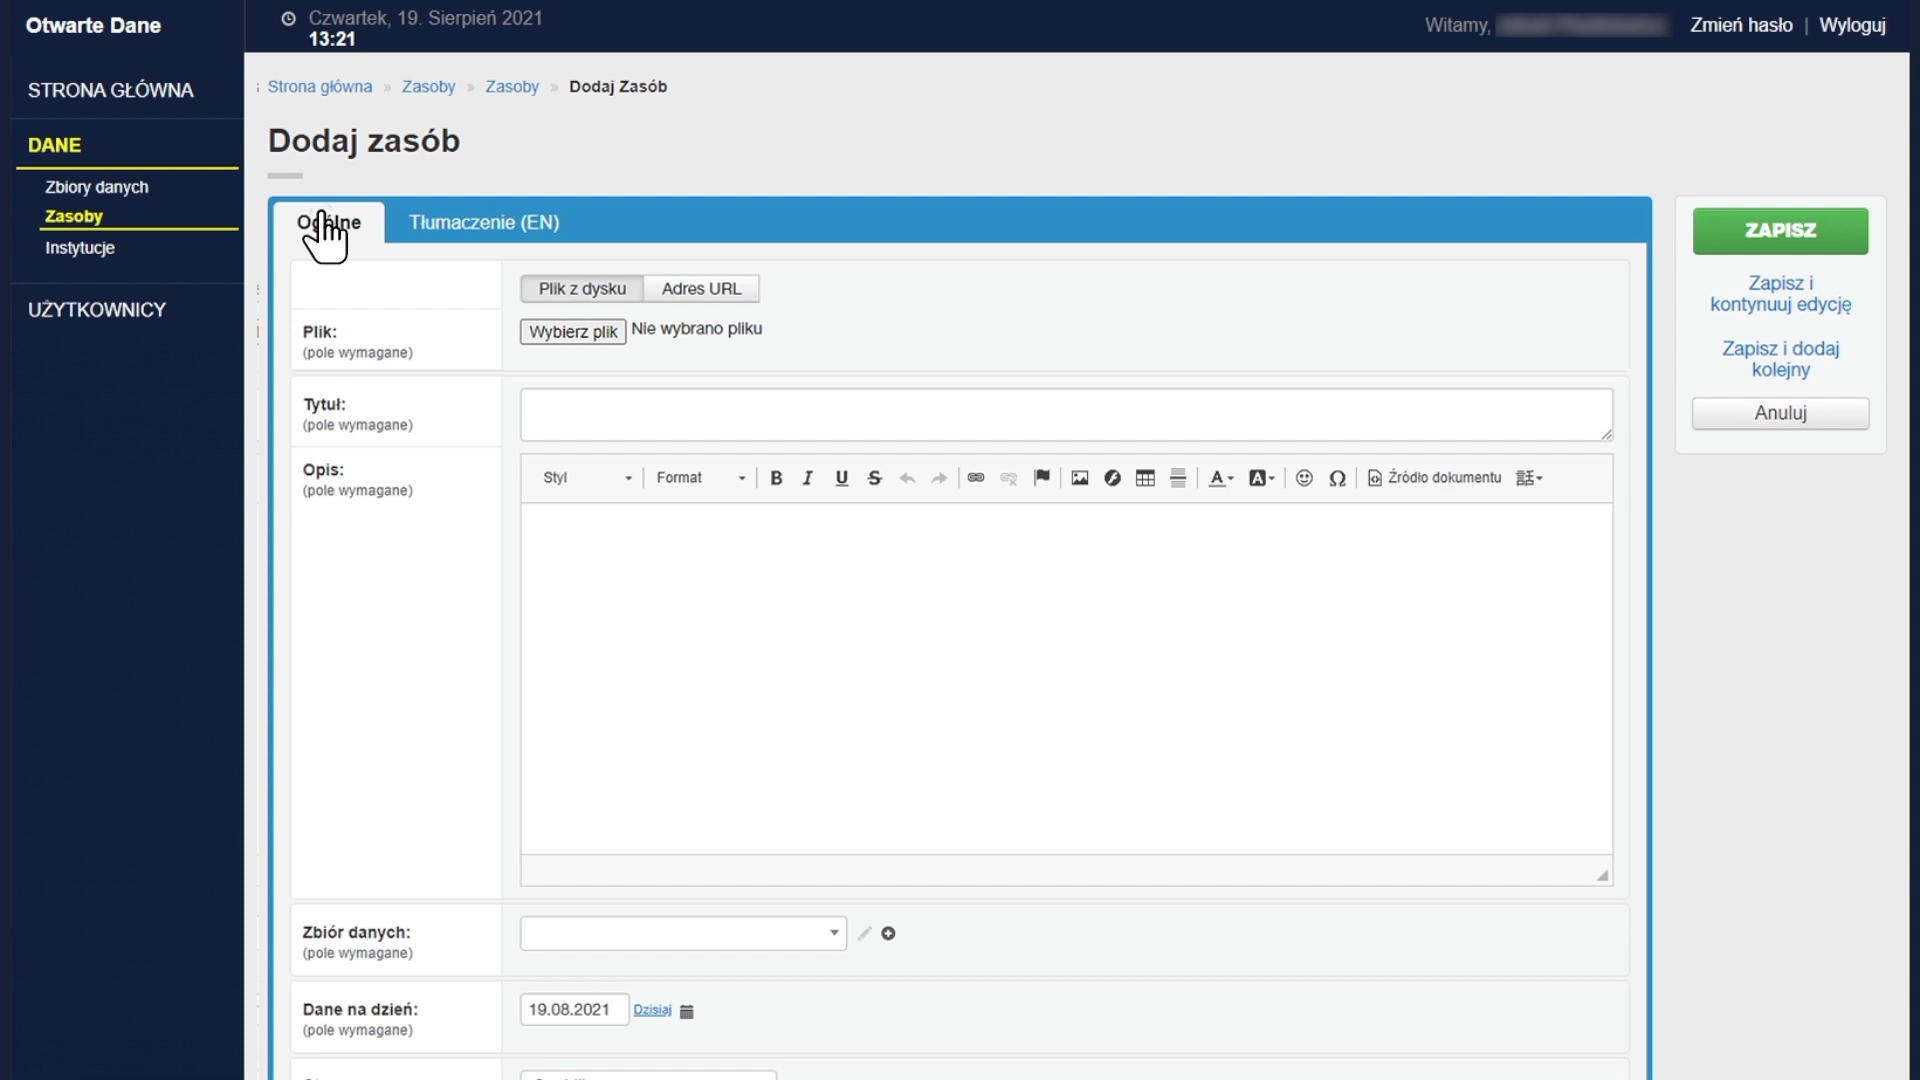 Otwarte Dane
Czwartek, 19. Sierpień 2021
13:21
Witamy,
Zmień hasło | Wyloguj
STRONA GŁÓWNA
DANE
Zbiory danych
Zasoby
Instytucje
UŻYTKOWNICY
Strona główna » Zasoby » Zasoby » Dodaj Zasób
Dodaj zasób
Ogólne
Tłumaczenie (EN)
Plik z dysku
Adres URL
Plik:
(pole wymagane)
Wybierz plik Nie wybrano pliku
Tytuł:
(pole wymagane)
Opis:
(pole wymagane)
Styl
Format
B I U S
Źródło dokumentu
Zbiór danych:
(pole wymagane)
Dane na dzień:
(pole wymagane)
19.08.2021 Dzisiaj
ZAPISZ
Zapisz i
kontynuuj edycję
Zapisz i dodaj
kolejny
Anuluj